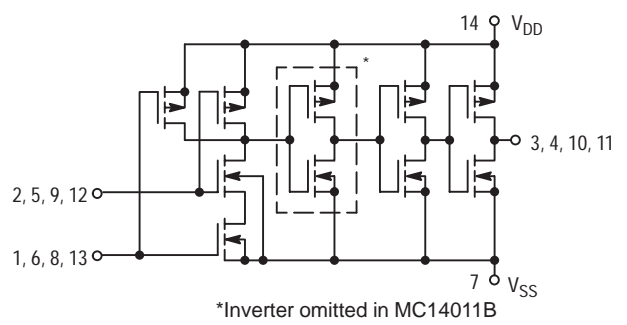 14 VDD
*
3, 4, 10, 11
2, 5, 9, 12
1, 6, 8, 13
7 VSS
*Inverter omitted in MC14011B